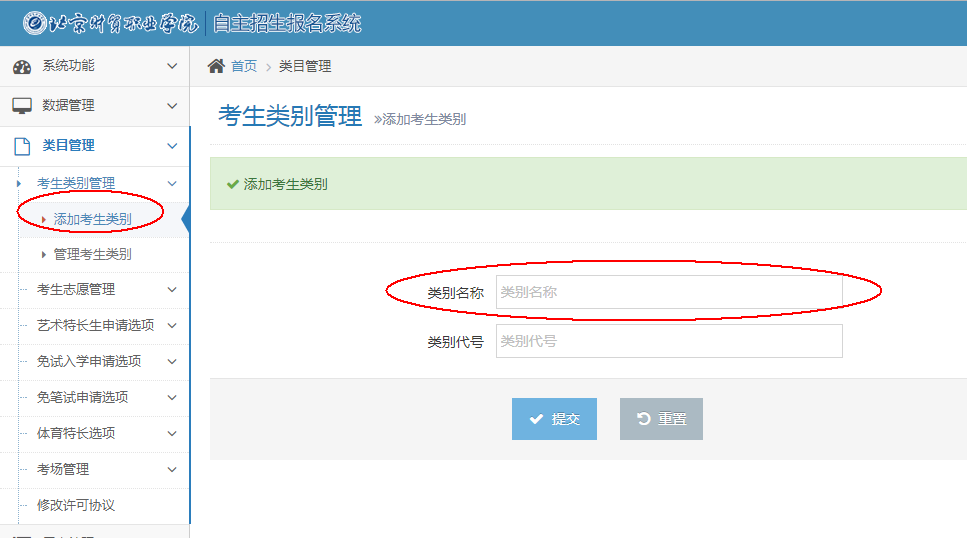 北京财贸职业学院 自主招生报名系统
系统功能
数据管理
类目管理
考生类别管理
添加考生类别
管理考生类别
考生志愿管理
艺术特长生申请选项
免试入学申请选项
免笔试申请选项
体育特长选项
考场管理
修改许可协议
首页 > 类目管理
考生类别管理 »添加考生类别
添加考生类别
类别名称 类别名称
类别代号 类别代号
提交 重置